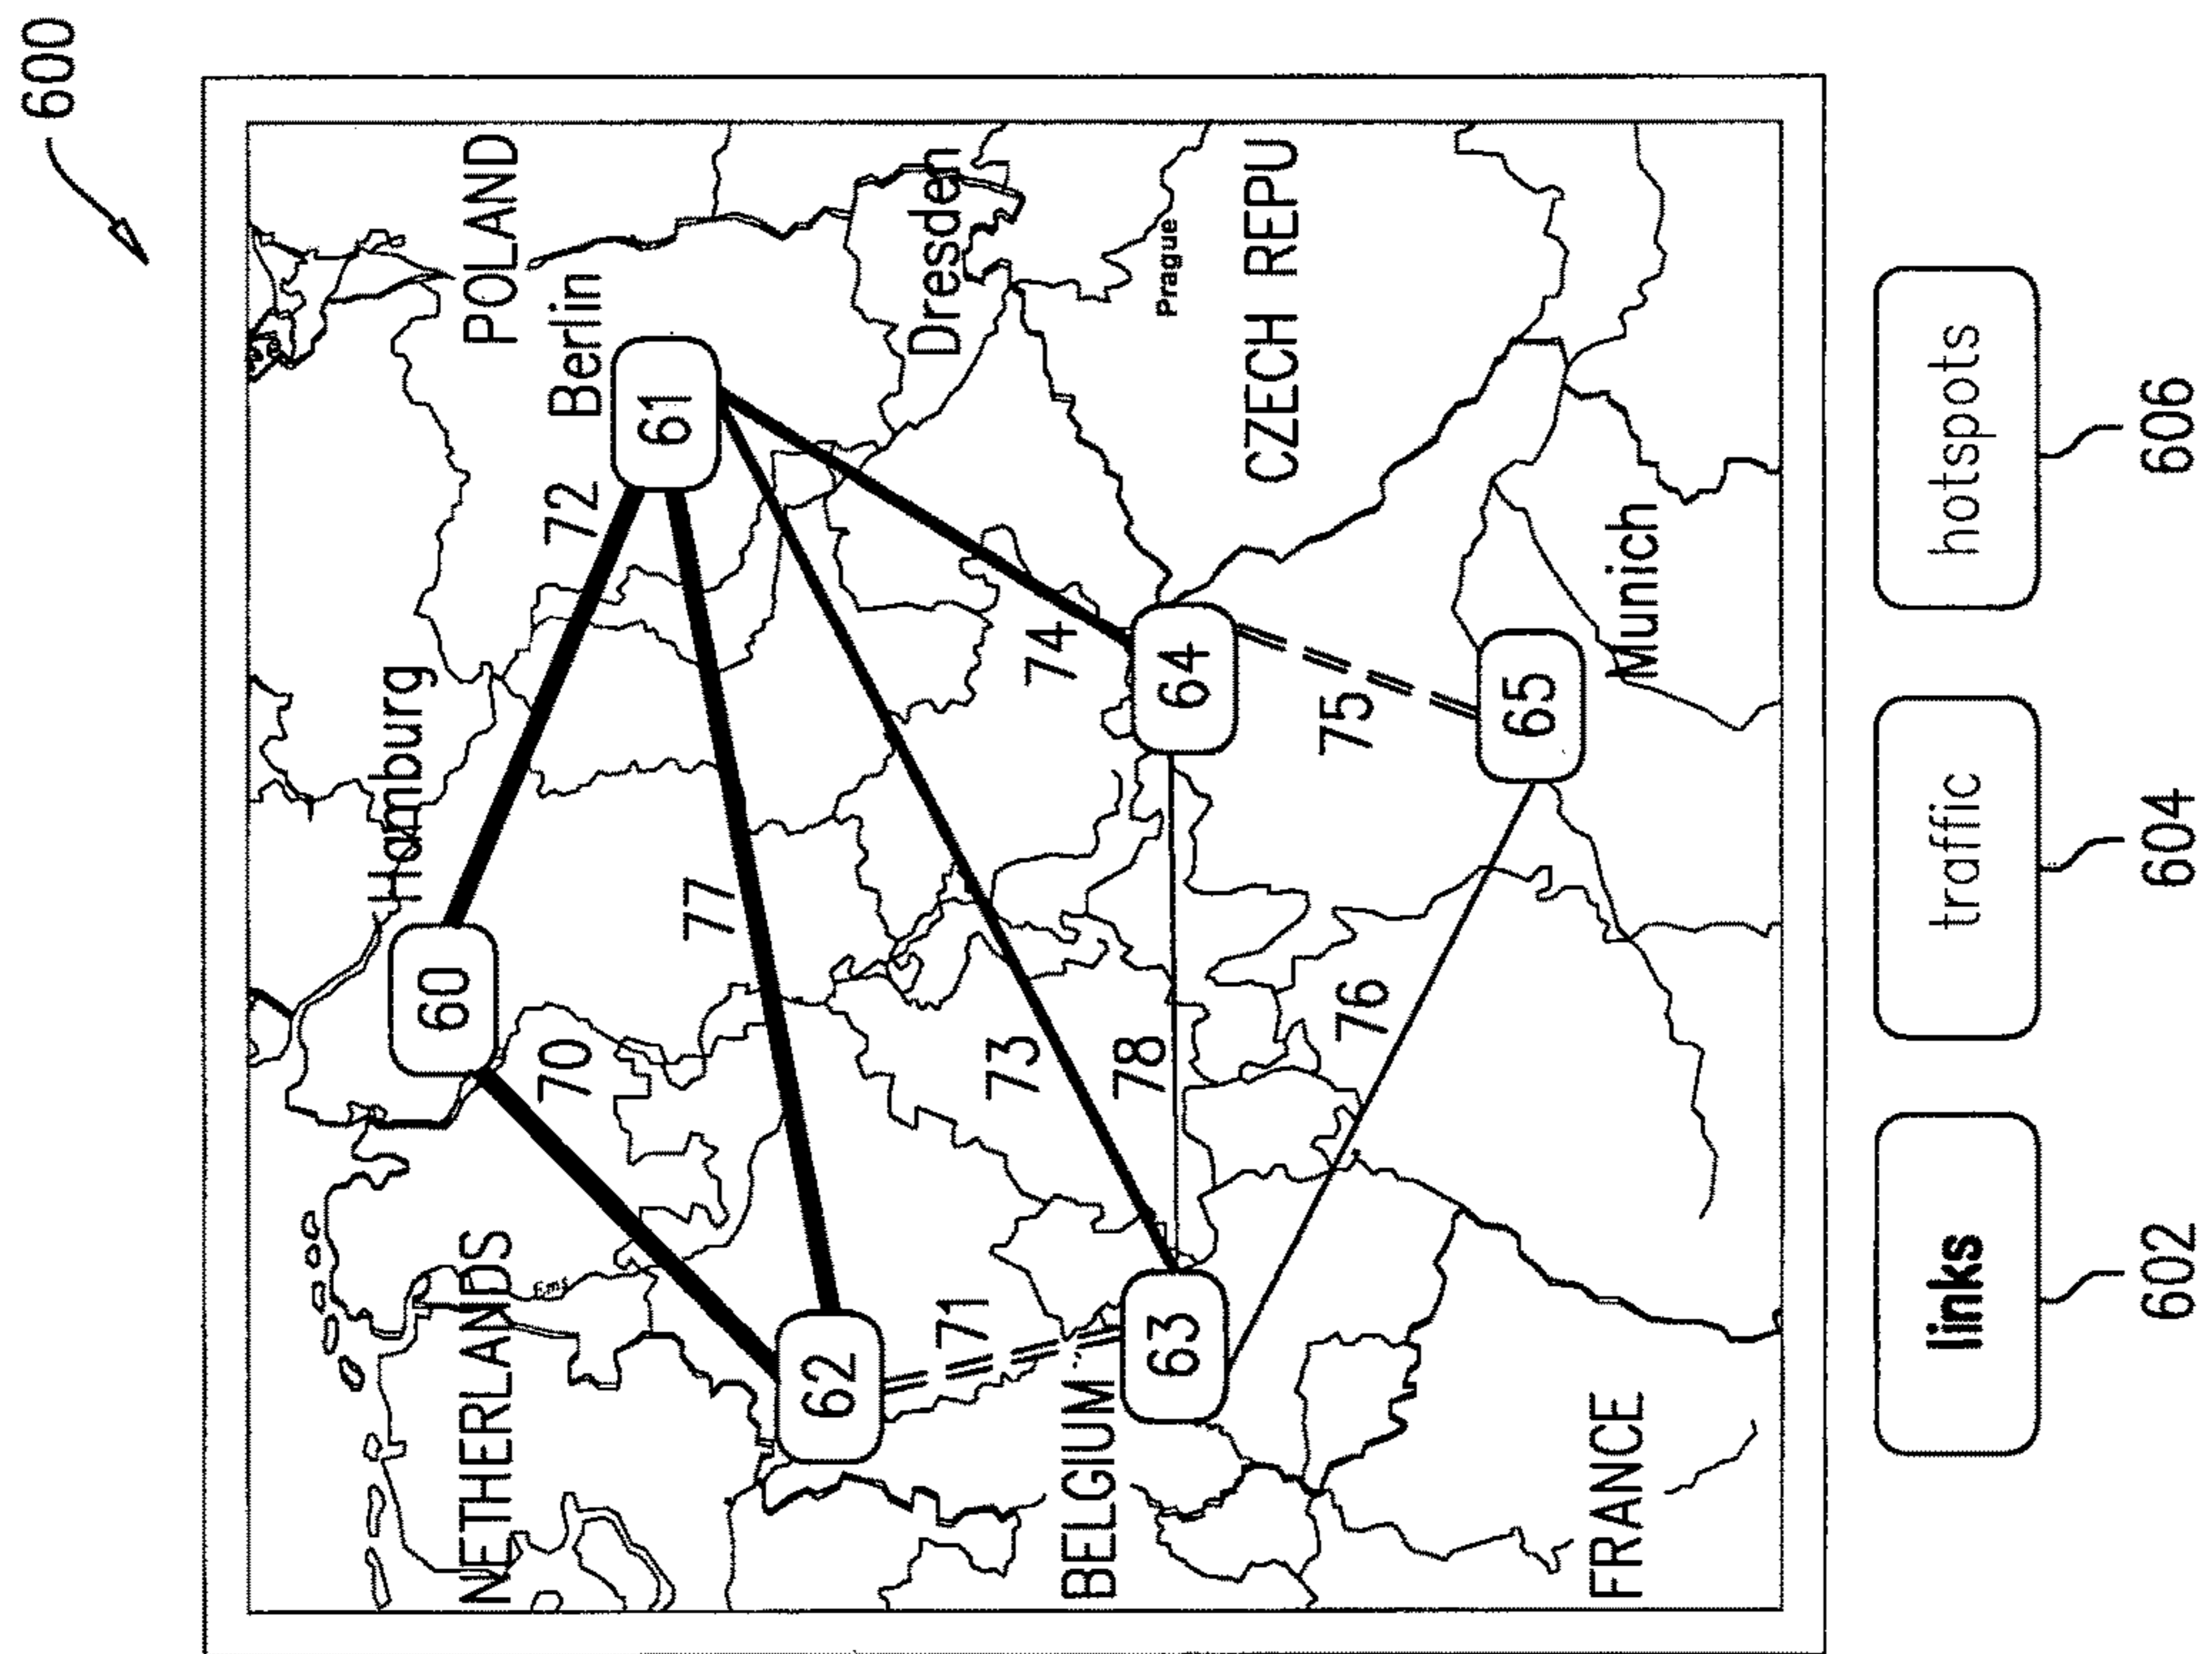 600
Hamburg
60
NETHERLANDS
POLAND
Ems
70
72
Berlin
61
77
62
Dresden
71
73
74
BELGIUM
78
Prague
63
64
CZECH REPU
76
75
65
FRANCE
Munich
links
traffic
hotspots
602
604
606